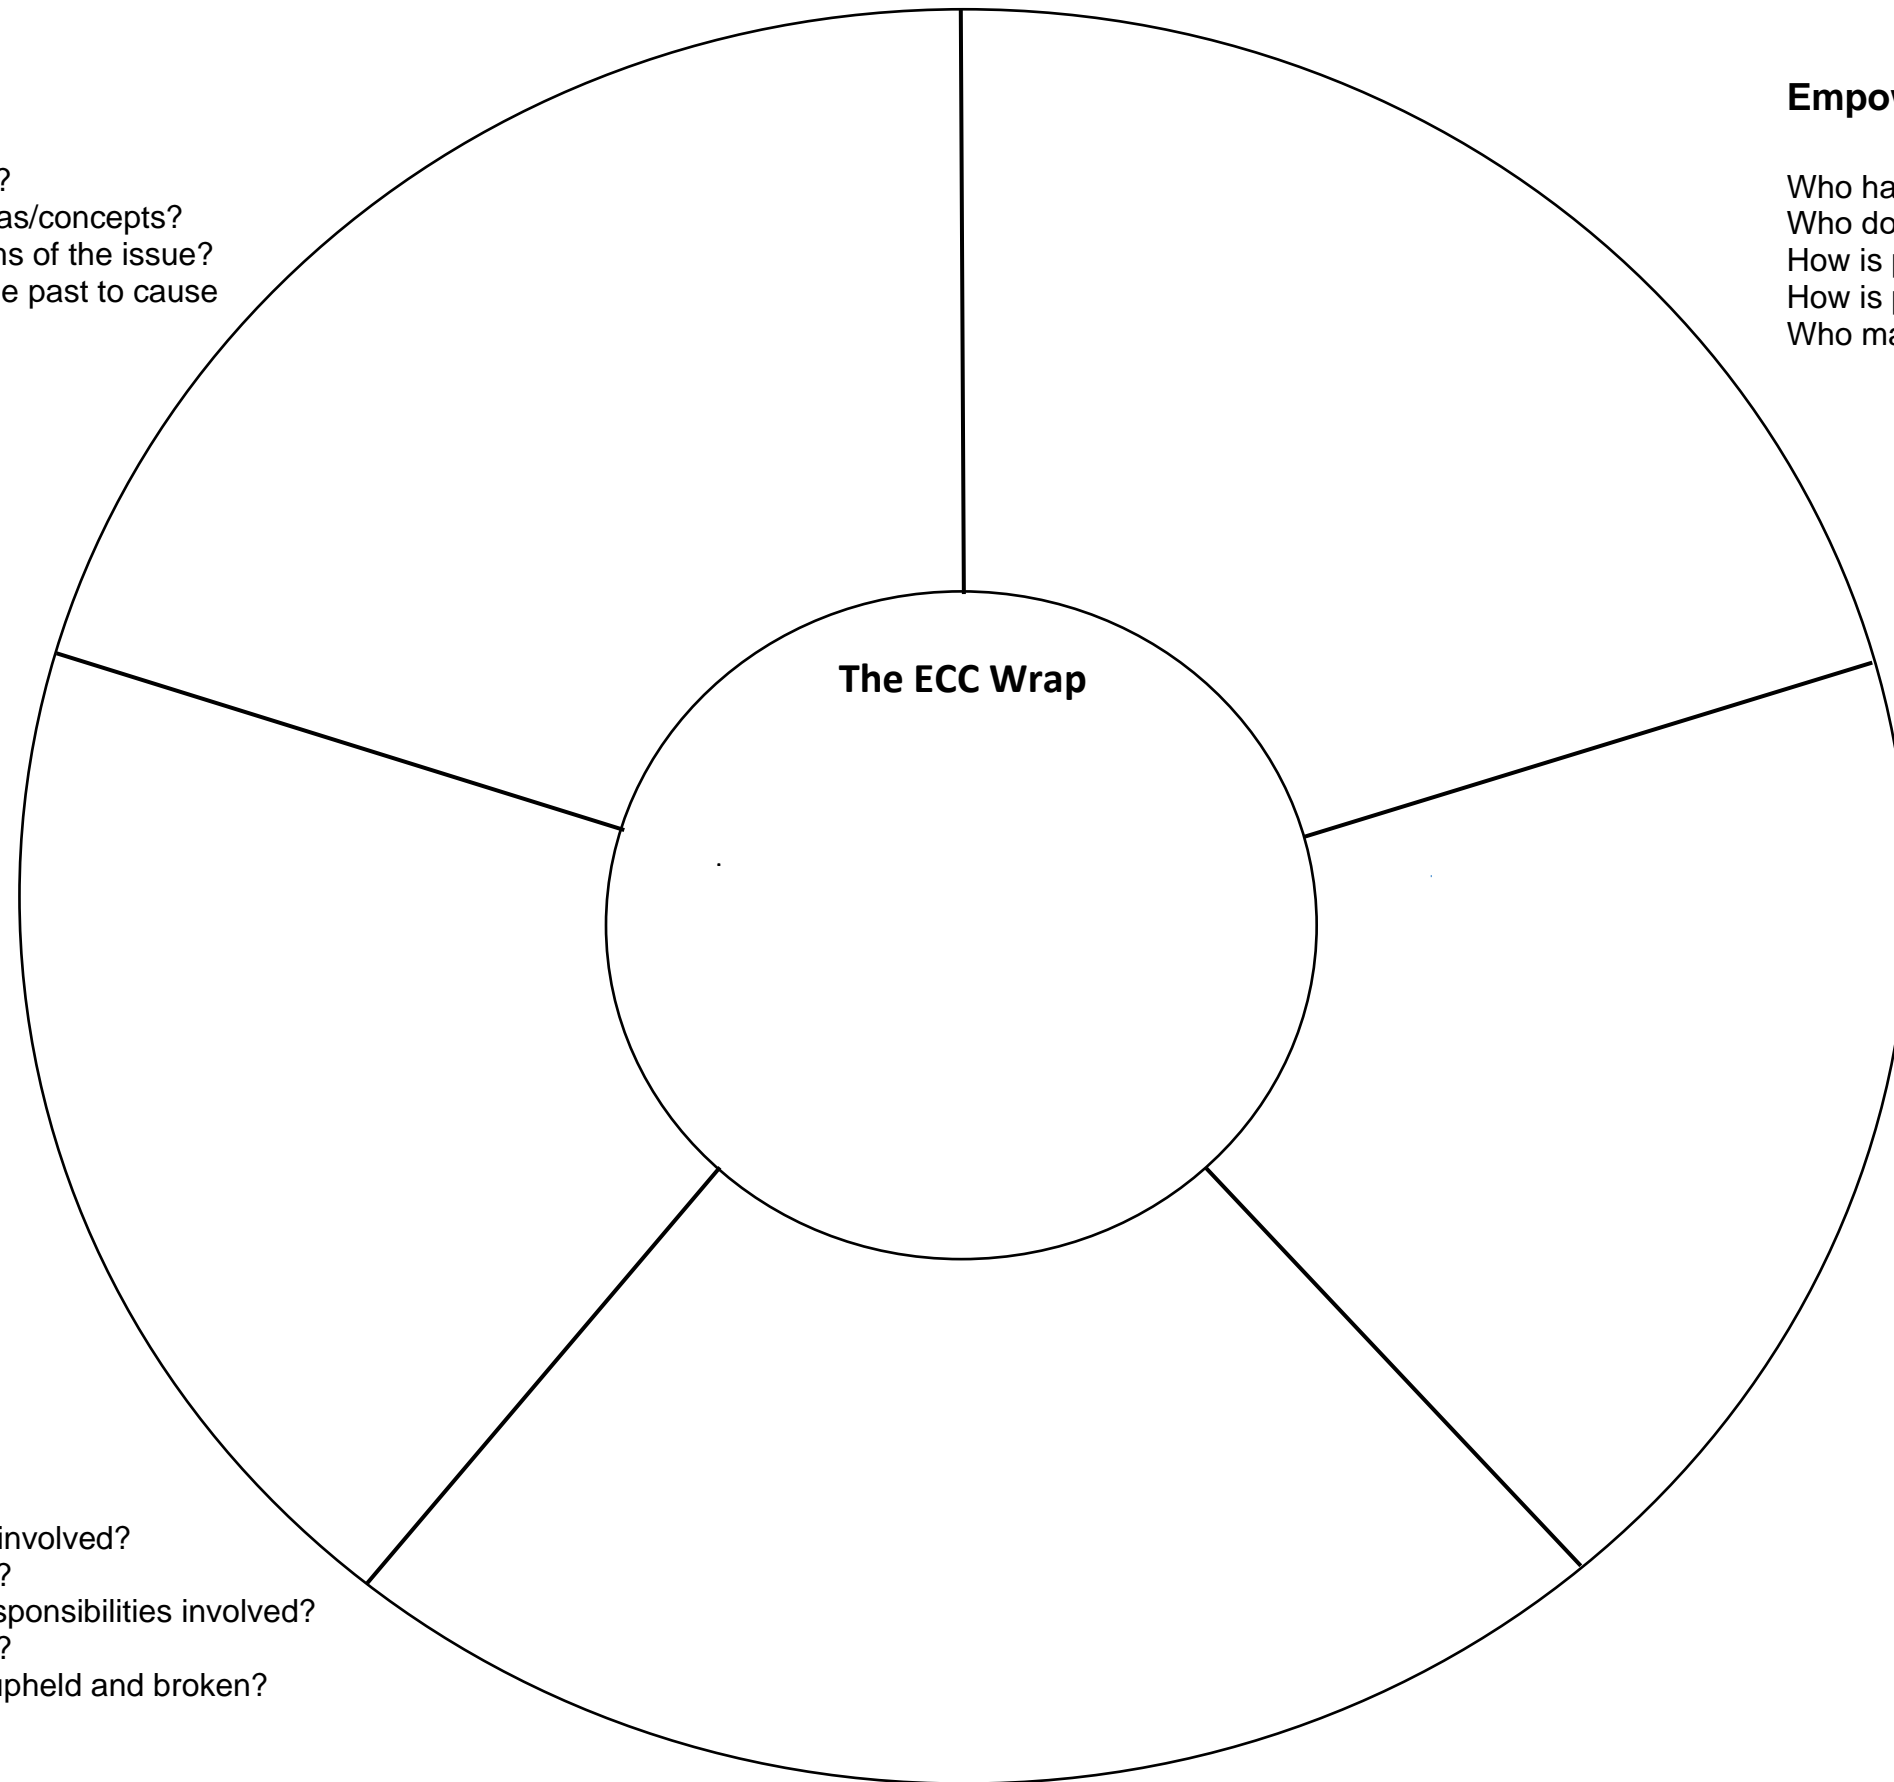 ?
as/concepts?
ns of the issue?
e past to cause
Empow
Who ha
Who do
How is p
How is p
Who ma
The ECC Wrap
involved?
?
sponsibilities involved?
?
upheld and broken?